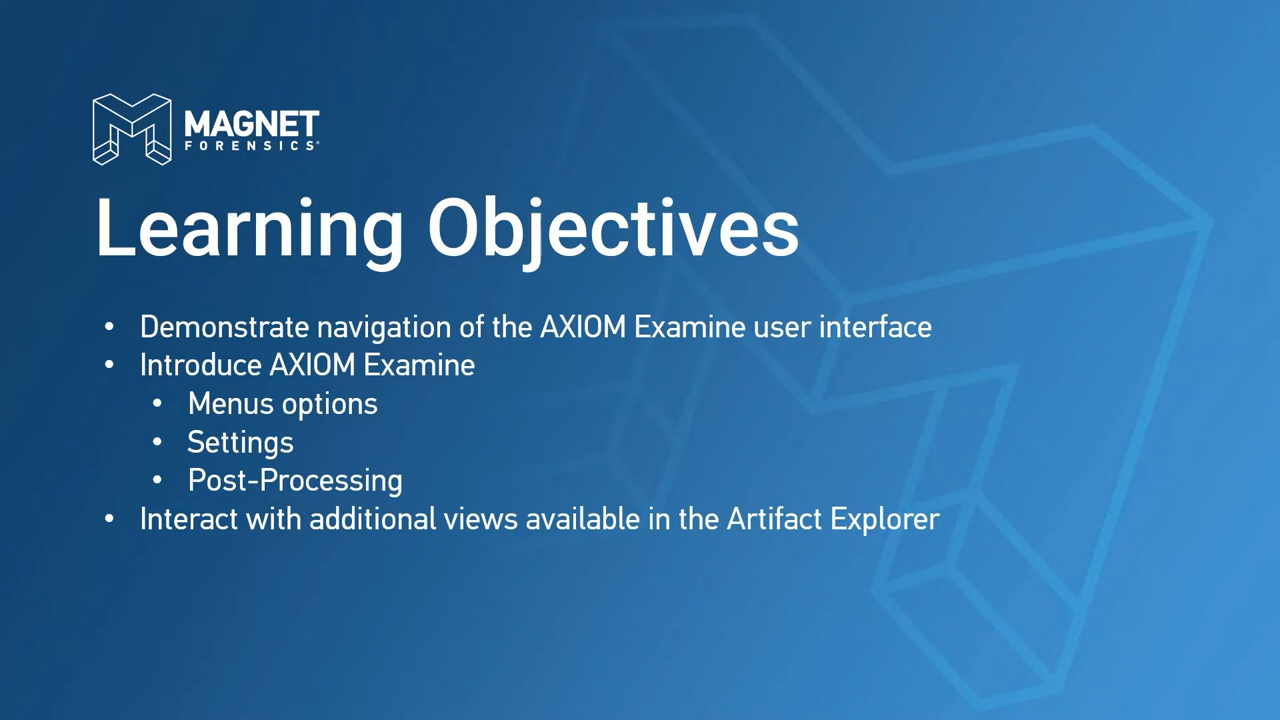 MAGNET
FORENSICS®
Learning Objectives
• Demonstrate navigation of the AXIOM Examine user interface
• Introduce AXIOM Examine
• Menus options
• Settings
• Post-Processing
• Interact with additional views available in the Artifact Explorer